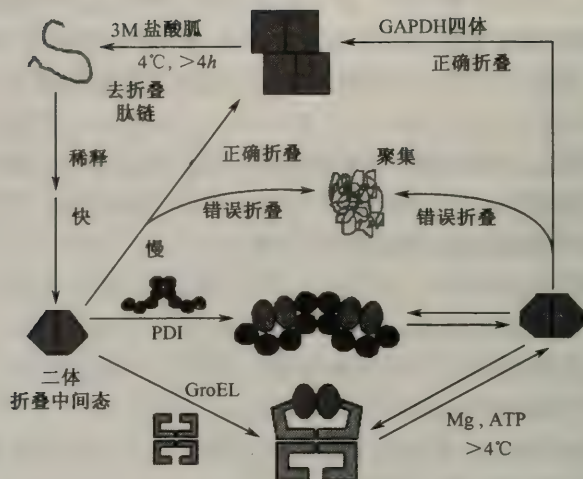 3M 盐酸胍
4℃, >4h
去折叠
肽链
GAPDH四体
正确折叠
稀释
快
正确折叠
聚集
错误折叠
错误折叠
慢
PDI
二体
折叠中间态
GroEL
Mg, ATP
>4℃